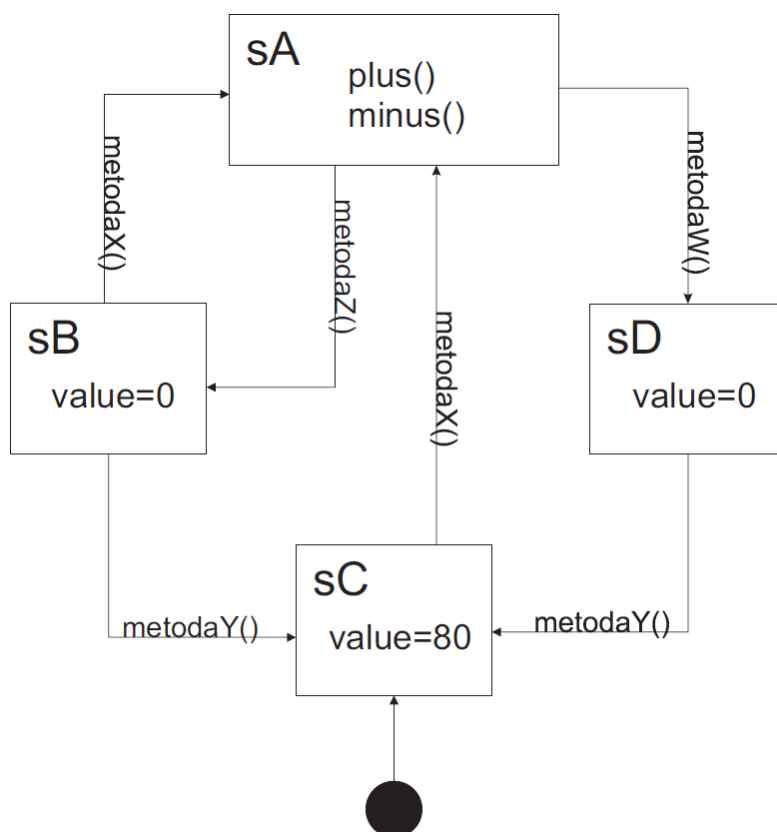 sA
plus()
minus()
metodaX()
metodaZ()
metodaW()
sB
value=0
metodaX()
sD
value=0
sC
value=80
metodaY()
metodaY()